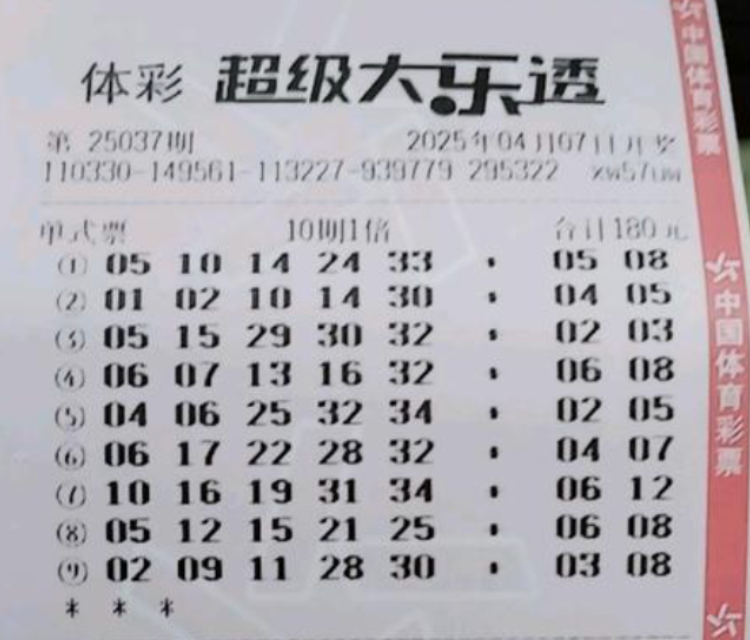 体彩 超级大乐透
第 25037期 2025年04月07日开奖
110330-149561-113227-939779 295322 xw57uw
单式票 10期1倍 合计180元
(1) 05 10 14 24 33 · 05 08
(2) 01 02 10 14 30 · 04 05
(3) 05 15 29 30 32 · 02 03
(4) 06 07 13 16 32 · 06 08
(5) 04 06 25 32 34 · 02 05
(6) 06 17 22 28 32 · 04 07
(7) 10 16 19 31 34 · 06 12
(8) 05 12 15 21 25 · 06 08
(9) 02 09 11 28 30 · 03 08
* * *
中国体育彩票
中国体育彩票